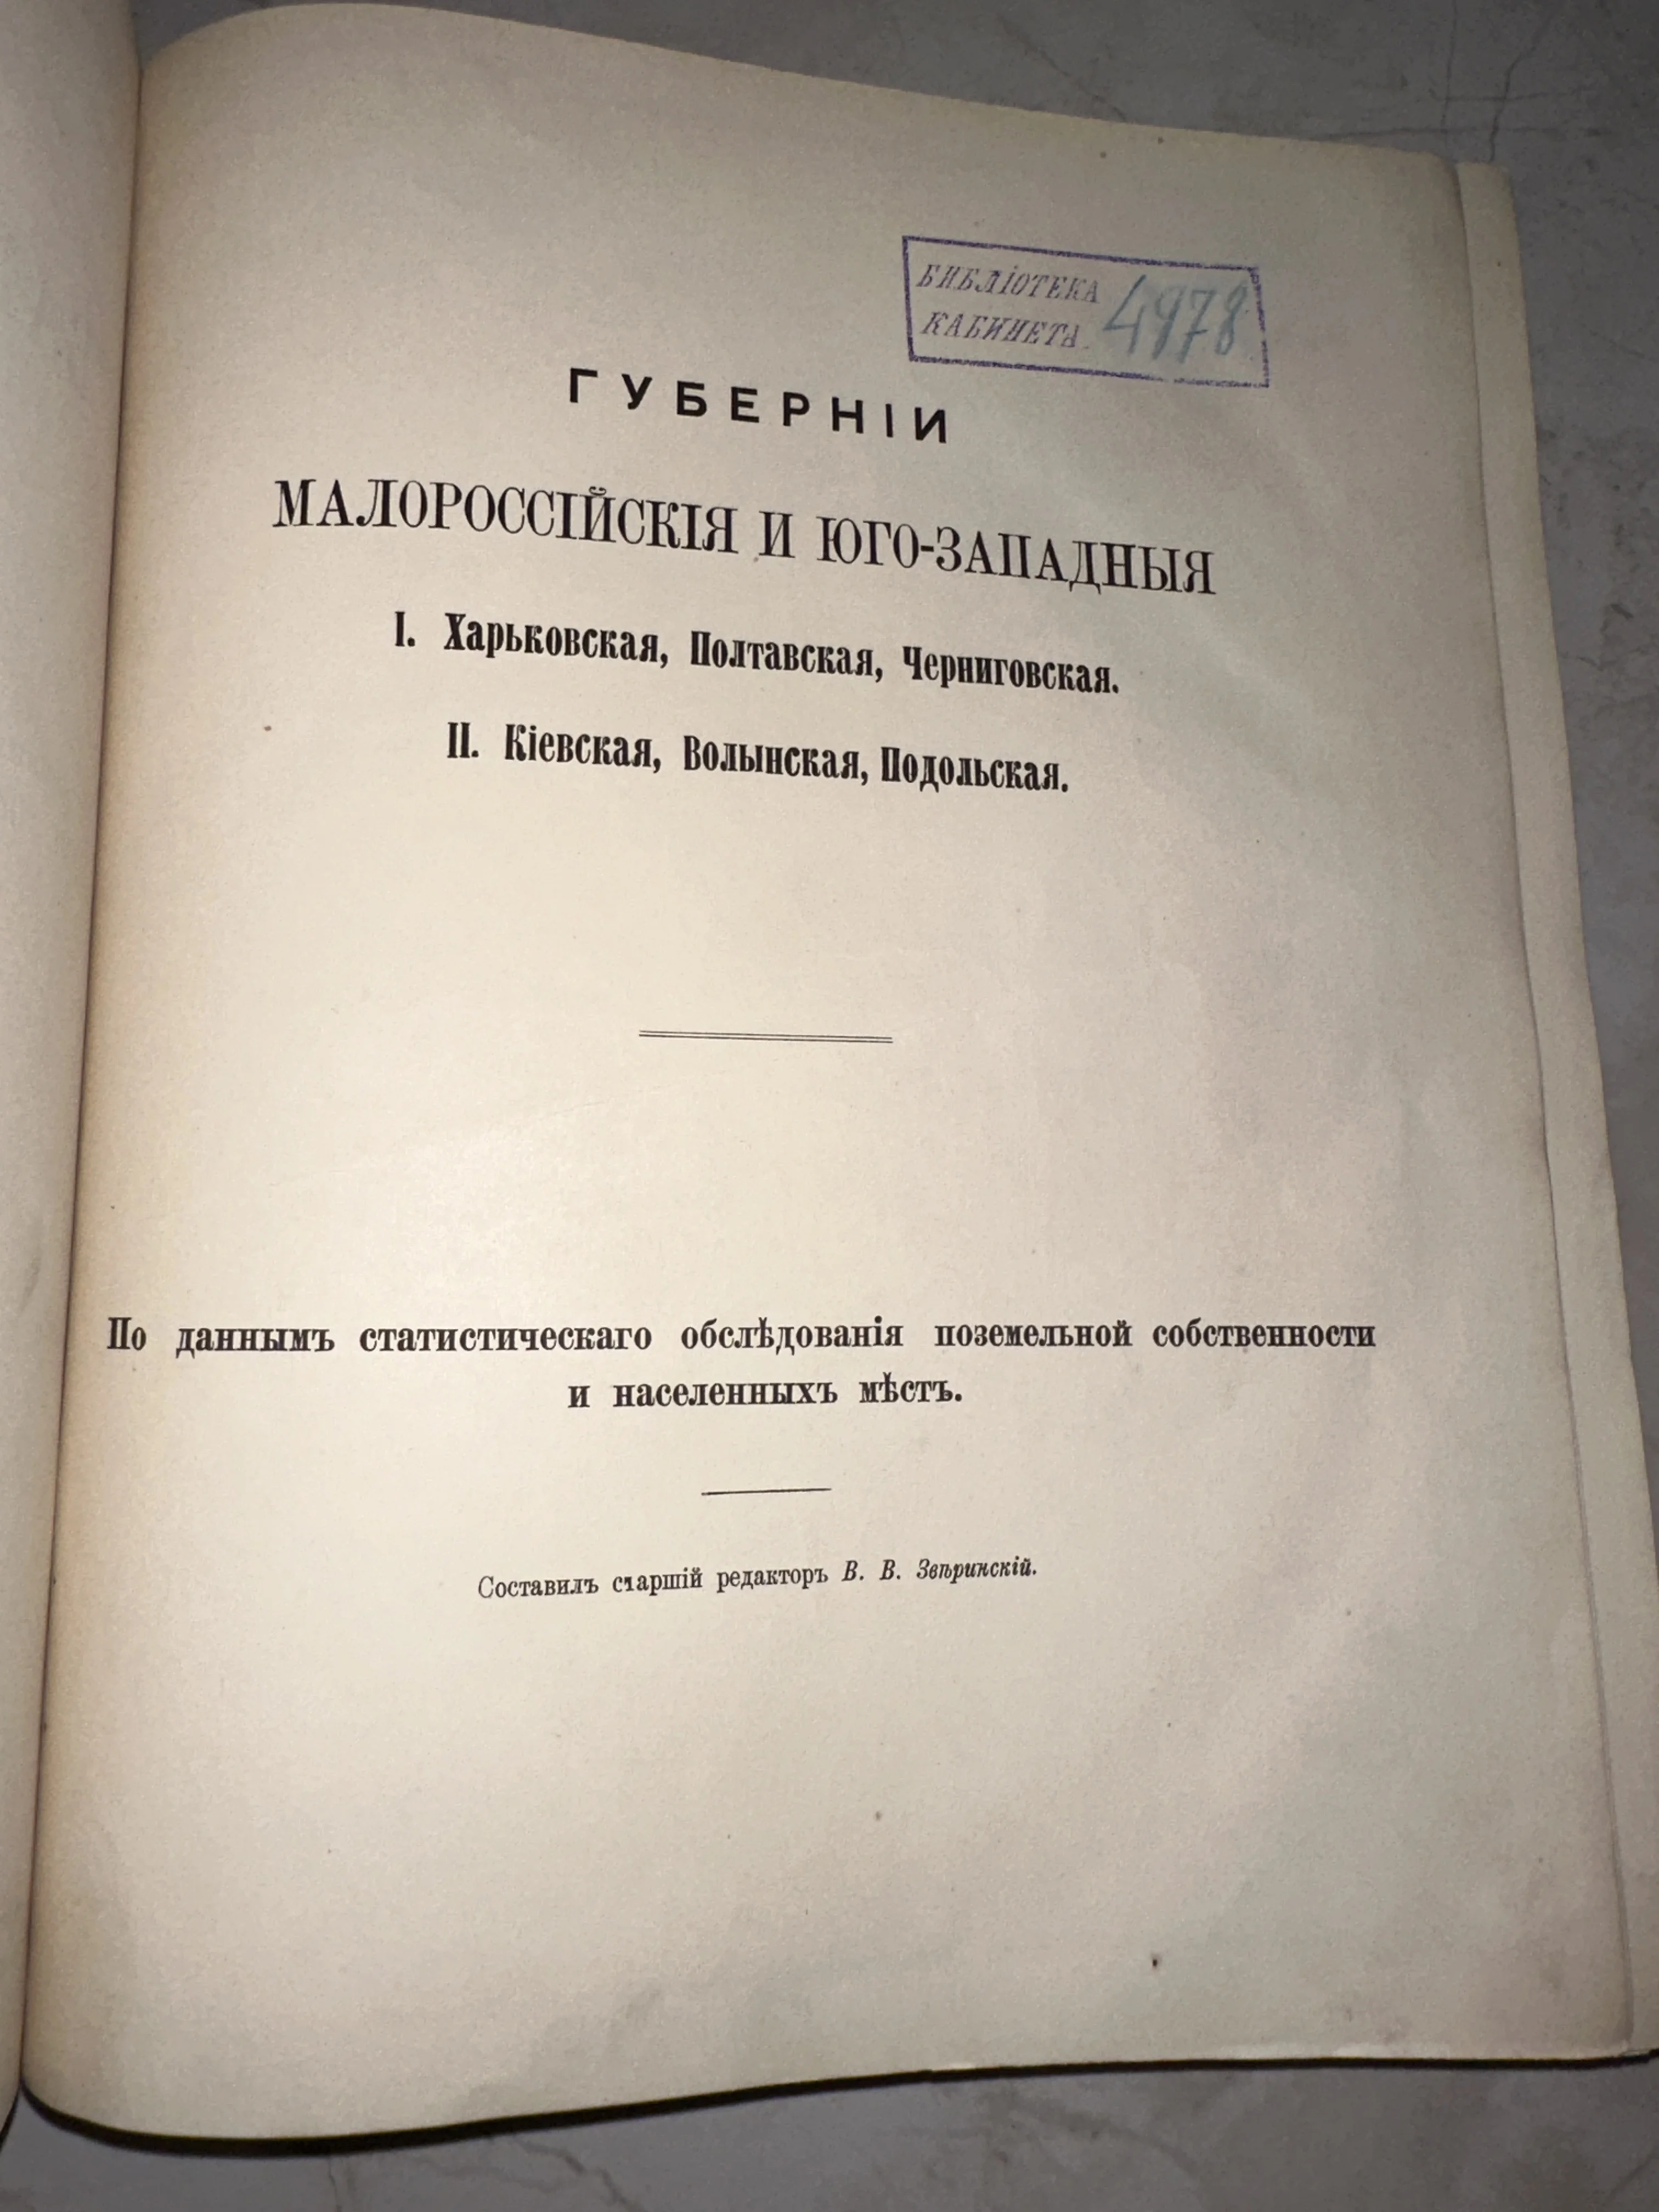 БИБЛІОТЕКА
КАБИНЕТА
4978
ГУБЕРНІИ
МАЛОРОССІЙСКІЯ И ЮГО-ЗАПАДНЫЯ
I. Харьковская, Полтавская, Черниговская.
II. Кіевская, Волынская, Подольская.
По даннымъ статистическаго обслѣдованія поземельной собственности
и населенныхъ мѣстъ.
Составилъ старшій редакторъ В. В. Звѣринскій.